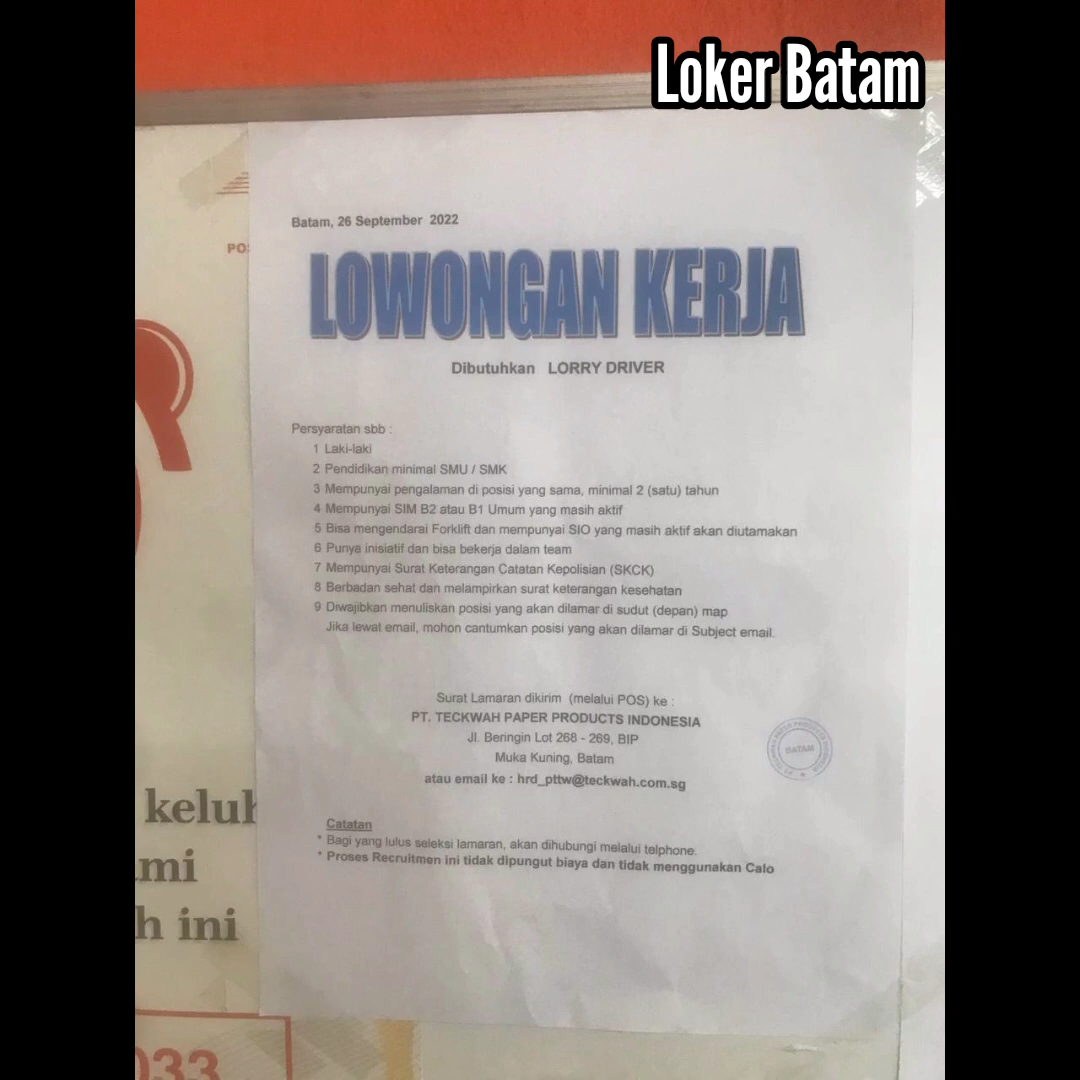 Loker Batam
Batam, 26 September 2022
PO
LOWONGAN KERJA
Dibutuhkan LORRY DRIVER
Persyaratan sbb :
1 Laki-laki
2 Pendidikan minimal SMU / SMK
3 Mempunyai pengalaman di posisi yang sama, minimal 2 (satu) tahun
4 Mempunyai SIM B2 atau B1 Umum yang masih aktif
5 Bisa mengendarai Forklift dan mempunyai SIO yang masih aktif akan diutamakan
6 Punya inisiatif dan bisa bekerja dalam team
7 Mempunyai Surat Keterangan Catatan Kepolisian (SKCK)
8 Berbadan sehat dan melampirkan surat keterangan kesehatan
9 Diwajibkan menuliskan posisi yang akan dilamar di sudut (depan) map
Jika lewat email, mohon cantumkan posisi yang akan dilamar di Subject email.
Surat Lamaran dikirim (melalui POS) ke :
PT. TECKWAH PAPER PRODUCTS INDONESIA
Jl. Beringin Lot 268 - 269, BIP
Muka Kuning, Batam
atau email ke : hrd_pttw@teckwah.com.sg
PT. TECKWAH PAPER PRODUCTS INDONESIA
BATAM
Catatan
* Bagi yang lulus seleksi lamaran, akan dihubungi melalui telphone.
* Proses Recruitmen ini tidak dipungut biaya dan tidak menggunakan Calo
keluh
mi
h ini
033